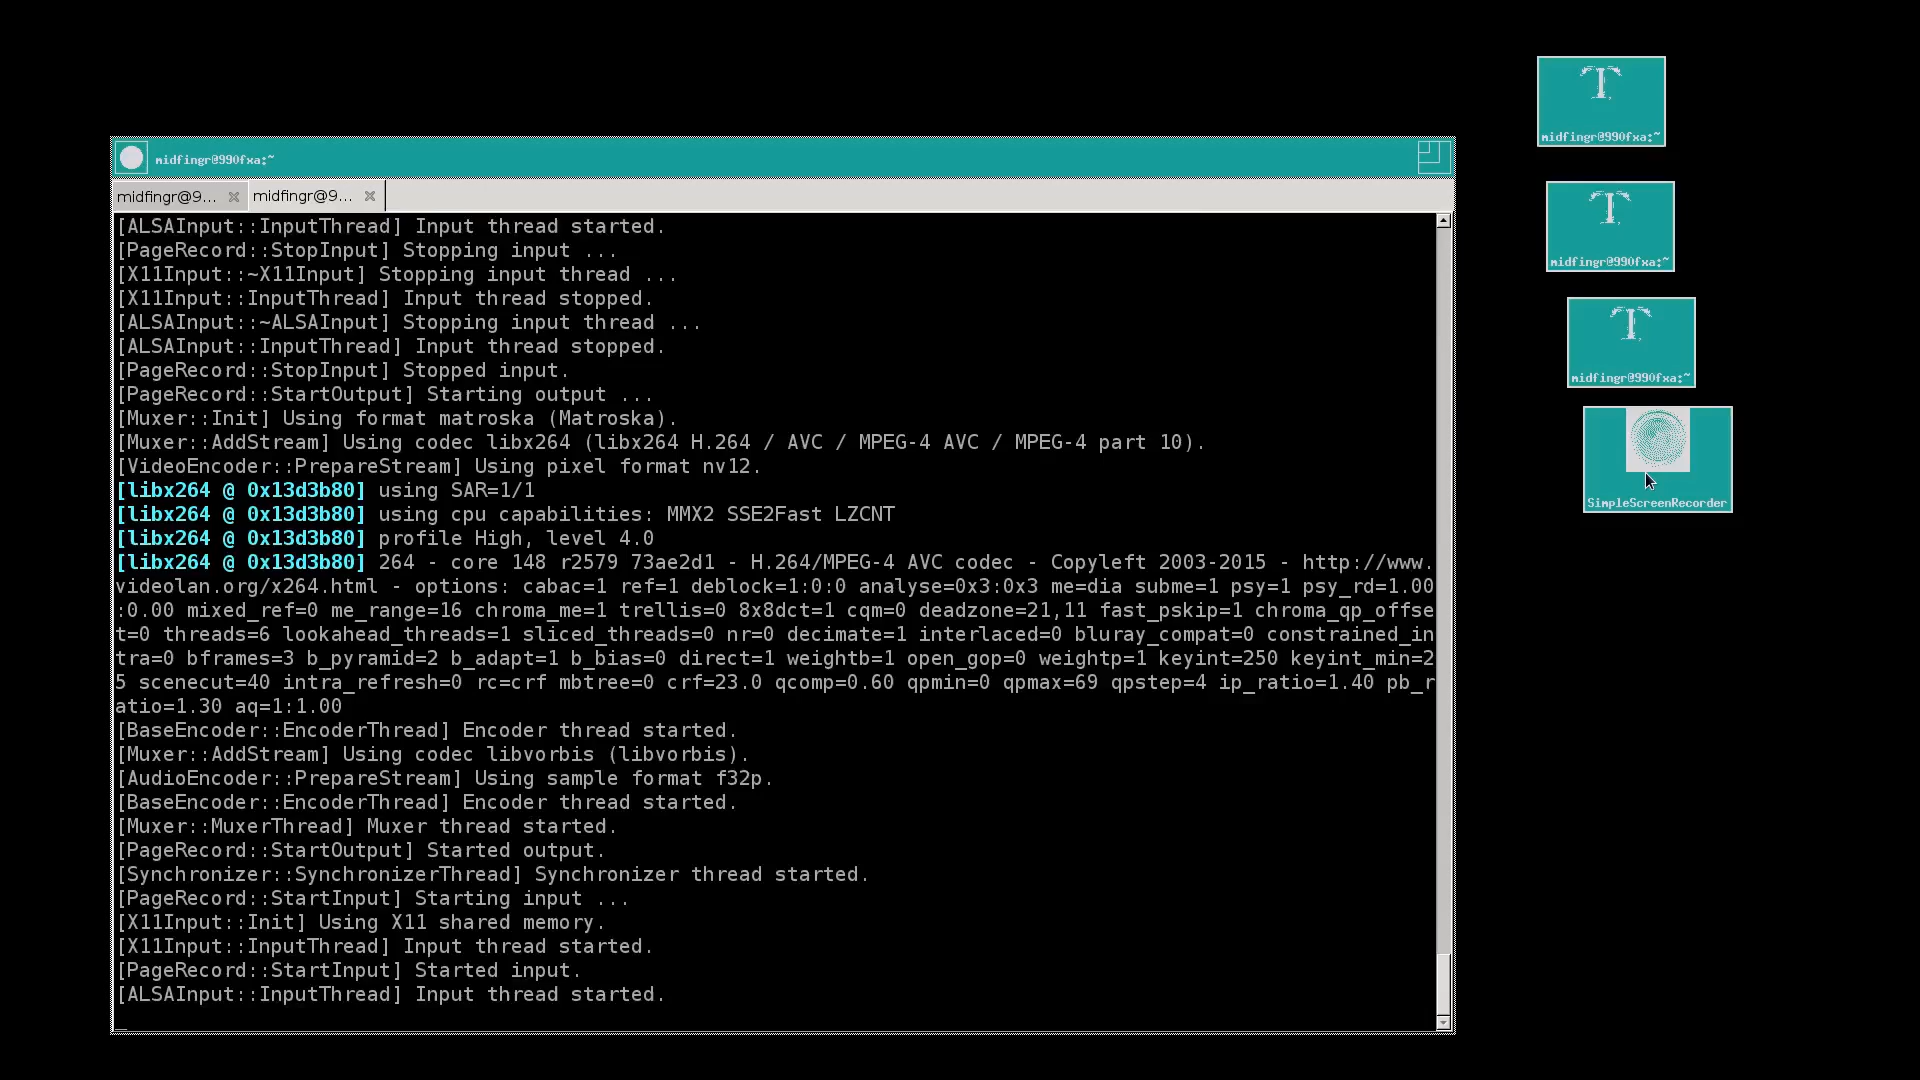 midfingr@990fxa:~
midfingr@9...
midfingr@9...
[ALSAInput::InputThread] Input thread started.
[PageRecord::StopInput] Stopping input ...
[X11Input::~X11Input] Stopping input thread ...
[X11Input::InputThread] Input thread stopped.
[ALSAInput::~ALSAInput] Stopping input thread ...
[ALSAInput::InputThread] Input thread stopped.
[PageRecord::StopInput] Stopped input.
[PageRecord::StartOutput] Starting output ...
[Muxer::Init] Using format matroska (Matroska).
[Muxer::AddStream] Using codec libx264 (libx264 H.264 / AVC / MPEG-4 AVC / MPEG-4 part 10).
[VideoEncoder::PrepareStream] Using pixel format nv12.
[libx264 @ 0x13d3b80] using SAR=1/1
[libx264 @ 0x13d3b80] using cpu capabilities: MMX2 SSE2Fast LZCNT
[libx264 @ 0x13d3b80] profile High, level 4.0
[libx264 @ 0x13d3b80] 264 - core 148 r2579 73ae2d1 - H.264/MPEG-4 AVC codec - Copyleft 2003-2015 - http://www.
videolan.org/x264.html - options: cabac=1 ref=1 deblock=1:0:0 analyse=0x3:0x3 me=dia subme=1 psy=1 psy_rd=1.00
:0.00 mixed_ref=0 me_range=16 chroma_me=1 trellis=0 8x8dct=1 cqm=0 deadzone=21,11 fast_pskip=1 chroma_qp_offse
t=0 threads=6 lookahead_threads=1 sliced_threads=0 nr=0 decimate=1 interlaced=0 bluray_compat=0 constrained_in
tra=0 bframes=3 b_pyramid=2 b_adapt=1 b_bias=0 direct=1 weightb=1 open_gop=0 weightp=1 keyint=250 keyint_min=2
5 scenecut=40 intra_refresh=0 rc=crf mbtree=0 crf=23.0 qcomp=0.60 qpmin=0 qpmax=69 qpstep=4 ip_ratio=1.40 pb_r
atio=1.30 aq=1:1.00
[BaseEncoder::EncoderThread] Encoder thread started.
[Muxer::AddStream] Using codec libvorbis (libvorbis).
[AudioEncoder::PrepareStream] Using sample format f32p.
[BaseEncoder::EncoderThread] Encoder thread started.
[Muxer::MuxerThread] Muxer thread started.
[PageRecord::StartOutput] Started output.
[Synchronizer::SynchronizerThread] Synchronizer thread started.
[PageRecord::StartInput] Starting input ...
[X11Input::Init] Using X11 shared memory.
[X11Input::InputThread] Input thread started.
[PageRecord::StartInput] Started input.
[ALSAInput::InputThread] Input thread started.
T
midfingr@990fxa:~
T
midfingr@990fxa:~
T
midfingr@990fxa:~
SimpleScreenRecorder